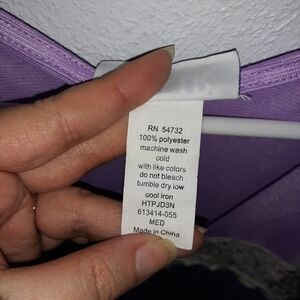 RN 54732
100% polyester
machine wash
cold
with like colors
do not bleach
tumble dry low
cool iron
HTPJD3N
613414-055
MED
Made in China